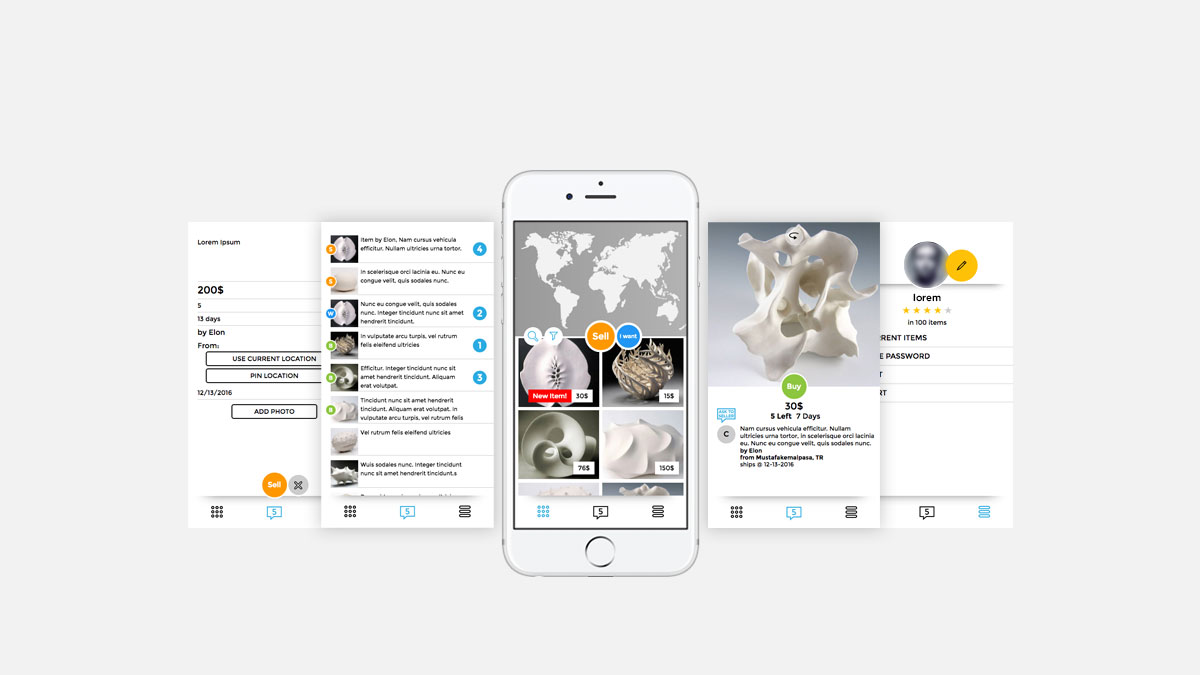 Lorem Ipsum
200$
5
13 days
by Elon
From:
USE CURRENT LOCATION
PIN LOCATION
12/13/2016
ADD PHOTO
Sell
5
S
Item by Elon, Nam cursus vehicula
efficitur. Nullam ultricies urna tortor.
4
S
In scelerisque orci lacinia eu. Nunc eu
congue velit, quis sodales nunc.
W
Nunc eu congue velit, quis sodales
nunc. Integer tincidunt nunc sit amet
hendrerit tincidunt.
2
B
In vulputate arcu turpis, vel rutrum
felis eleifend ultricies
1
B
Efficitur. Integer tincidunt nunc sit
amet hendrerit tincidunt. Aliquam
erat volutpat.
3
B
Tincidunt nunc sit amet hendrerit
tincidunt. Aliquam erat volutpat. In
vulputate arcu turpis, vel rutrum felis
Vel rutrum felis eleifend ultricies
Wuis sodales nunc. Integer tincidunt
nunc sit amet hendrerit tincidunt.s
5
Sell
I want
New Item!
30$
15$
76$
150$
5
Buy
30$
5 Left 7 Days
ASK TO
SELLER
C
Nam cursus vehicula efficitur. Nullam
ultricies urna tortor, in scelerisque orci lacinia
eu. Nunc eu congue velit, quis sodales nunc.
by Elon
from Mustafakemalpasa, TR
ships @ 12-13-2016
5
lorem
in 100 items
RENT ITEMS
E PASSWORD
T
RT
5